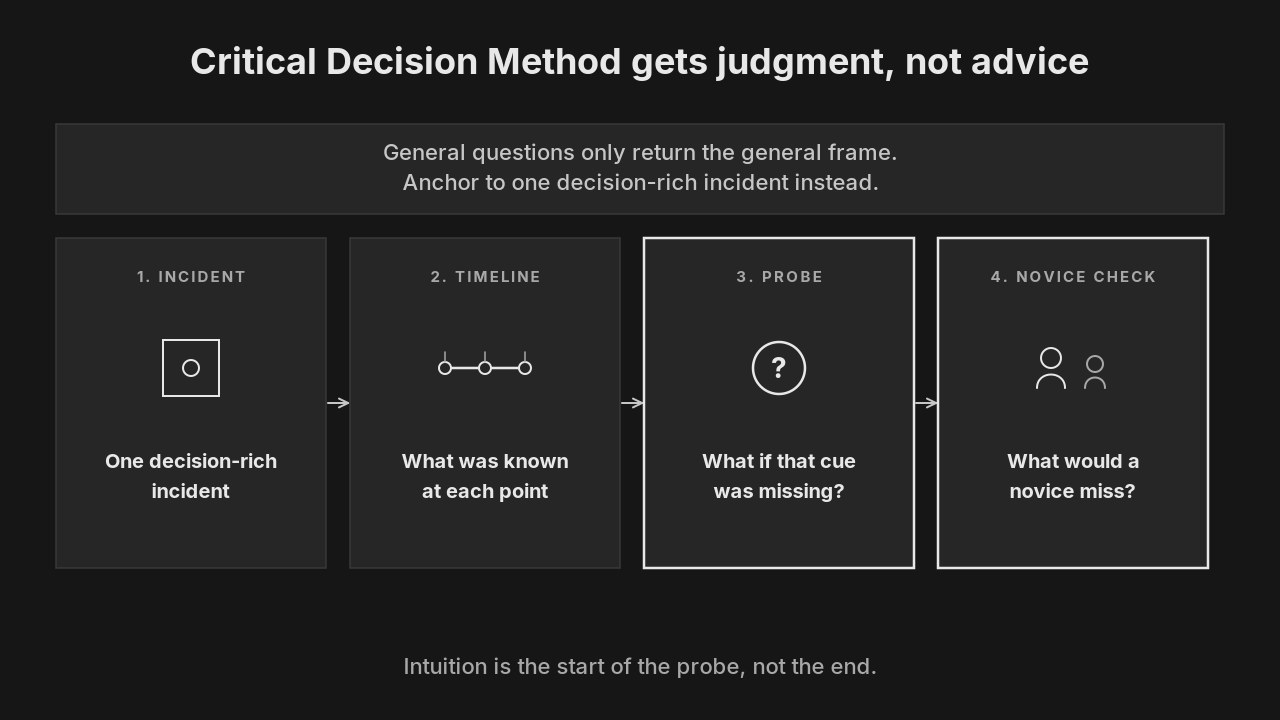 Critical Decision Method gets judgment, not advice
General questions only return the general frame.
Anchor to one decision-rich incident instead.
1. INCIDENT
One decision-rich
incident
2. TIMELINE
What was known
at each point
3. PROBE
?
What if that cue
was missing?
4. NOVICE CHECK
What would a
novice miss?
Intuition is the start of the probe, not the end.